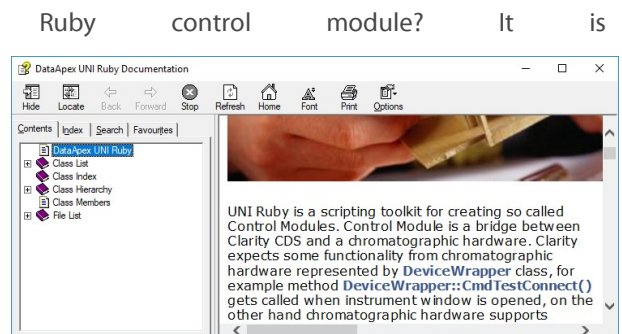 Ruby control module? It is
DataApex UNI Ruby Documentation
Hide Locate Back Forward Stop Refresh Home Font Print Options
Contents Index Search Favourites
DataApex UNI Ruby
Class List
Class Index
Class Hierarchy
Class Members
File List
UNI Ruby is a scripting toolkit for creating so called
Control Modules. Control Module is a bridge between
Clarity CDS and a chromatographic hardware. Clarity
expects some functionality from chromatographic
hardware represented by DeviceWrapper class, for
example method DeviceWrapper::CmdTestConnect()
gets called when instrument window is opened, on the
other hand chromatographic hardware supports